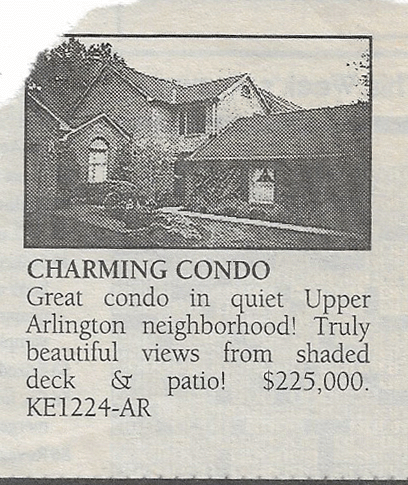 CHARMING CONDO
Great condo in quiet Upper
Arlington neighborhood! Truly
beautiful views from shaded
deck & patio! $225,000.
KE1224-AR